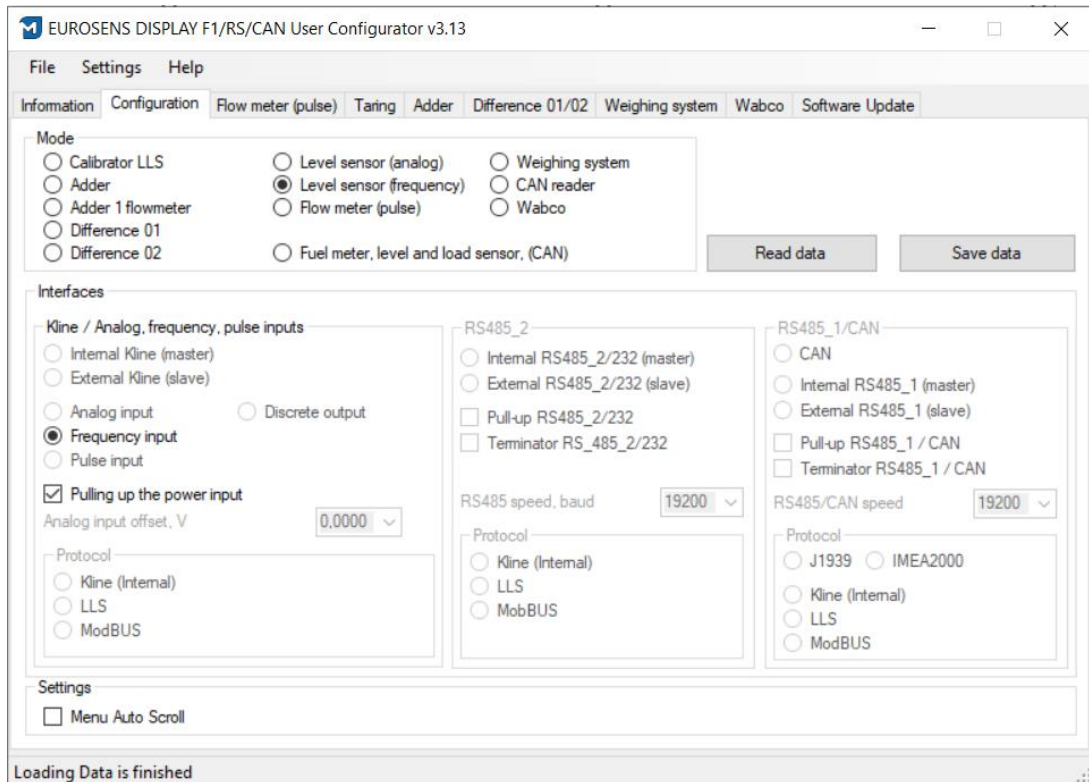 EUROSENS DISPLAY F1/RS/CAN User Configurator v3.13
File Settings Help
Information Configuration Flow meter (pulse) Taring Adder Difference 01/02 Weighing system Wabco Software Update
Mode
Calibrator LLS Level sensor (analog) Weighing system
Adder Level sensor (frequency) CAN reader
Adder 1 flowmeter Flow meter (pulse) Wabco
Difference 01
Difference 02 Fuel meter, level and load sensor, (CAN) Read data Save data
Interfaces
Kline / Analog, frequency, pulse inputs
Internal Kline (master)
External Kline (slave)
Analog input Discrete output
Frequency input
Pulse input
Pulling up the power input
Analog input offset, V 0,0000
Protocol
Kline (Internal)
LLS
ModBUS
RS485_2
Internal RS485_2/232 (master)
External RS485_2/232 (slave)
Pull-up RS485_2/232
Terminator RS_485_2/232
RS485 speed, baud 19200
Protocol
Kline (Internal)
LLS
MobBUS
RS485_1/CAN
CAN
Internal RS485_1 (master)
External RS485_1 (slave)
Pull-up RS485_1 / CAN
Terminator RS485_1 / CAN
RS485/CAN speed 19200
Protocol
J1939 IMEA2000
Kline (Internal)
LLS
ModBUS
Settings
Menu Auto Scroll
Loading Data is finished